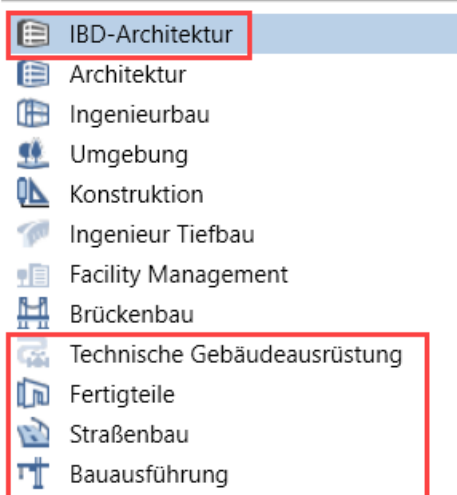 IBD-Architektur
Architektur
Ingenieurbau
Umgebung
Konstruktion
Ingenieur Tiefbau
Facility Management
Brückenbau
Technische Gebäudeausrüstung
Fertigteile
Straßenbau
Bauausführung